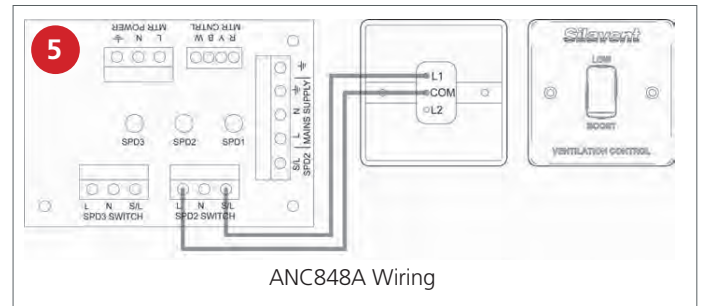 5
MTR POWER
⏚ N L
MTR CNTRL
W B Y R
SPD3 SPD2 SPD1
⏚
⏚
N
L
MAINS SUPPLY
S/L
SPD2
L N S/L
SPD3 SWITCH
L N S/L
SPD2 SWITCH
L1
COM
L2
Silavent
LOW
BOOST
VENTILATION CONTROL
ANC848A Wiring